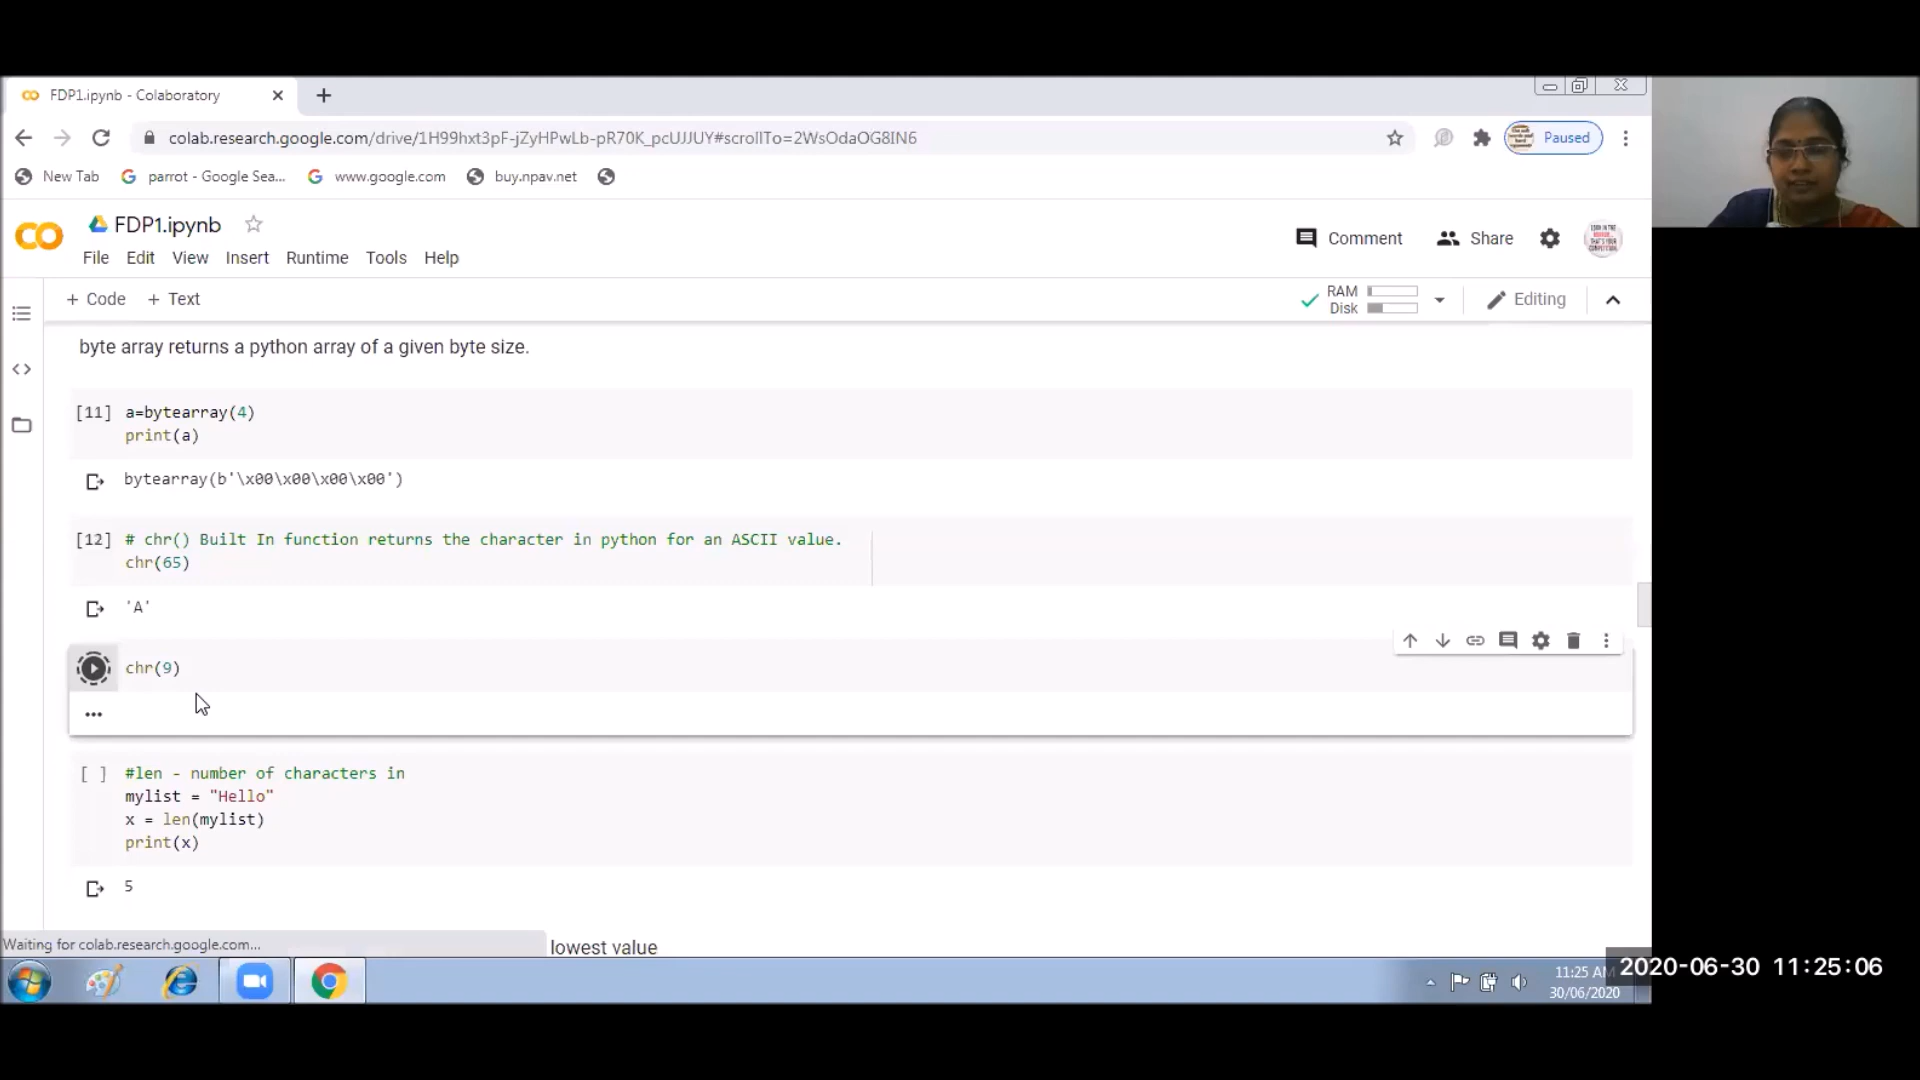 FDP1.ipynb - Colaboratory
colab.research.google.com/drive/1H99hxt3pF-jZyHPwLb-pR70K_pcUJJUY#scrollTo=2WsOdaOG8IN6
Paused
New Tab
parrot - Google Sea...
www.google.com
buy.npav.net
FDP1.ipynb
File Edit View Insert Runtime Tools Help
Comment
Share
+ Code + Text
RAM
Disk
Editing
byte array returns a python array of a given byte size.
[11] a=bytearray(4)
print(a)
bytearray(b'\x00\x00\x00\x00')
[12] # chr() Built In function returns the character in python for an ASCII value.
chr(65)
'A'
chr(9)
[ ] #len - number of characters in
mylist = "Hello"
x = len(mylist)
print(x)
5
Waiting for colab.research.google.com...
lowest value
11:25 AM
30/06/2020
2020-06-30 11:25:06